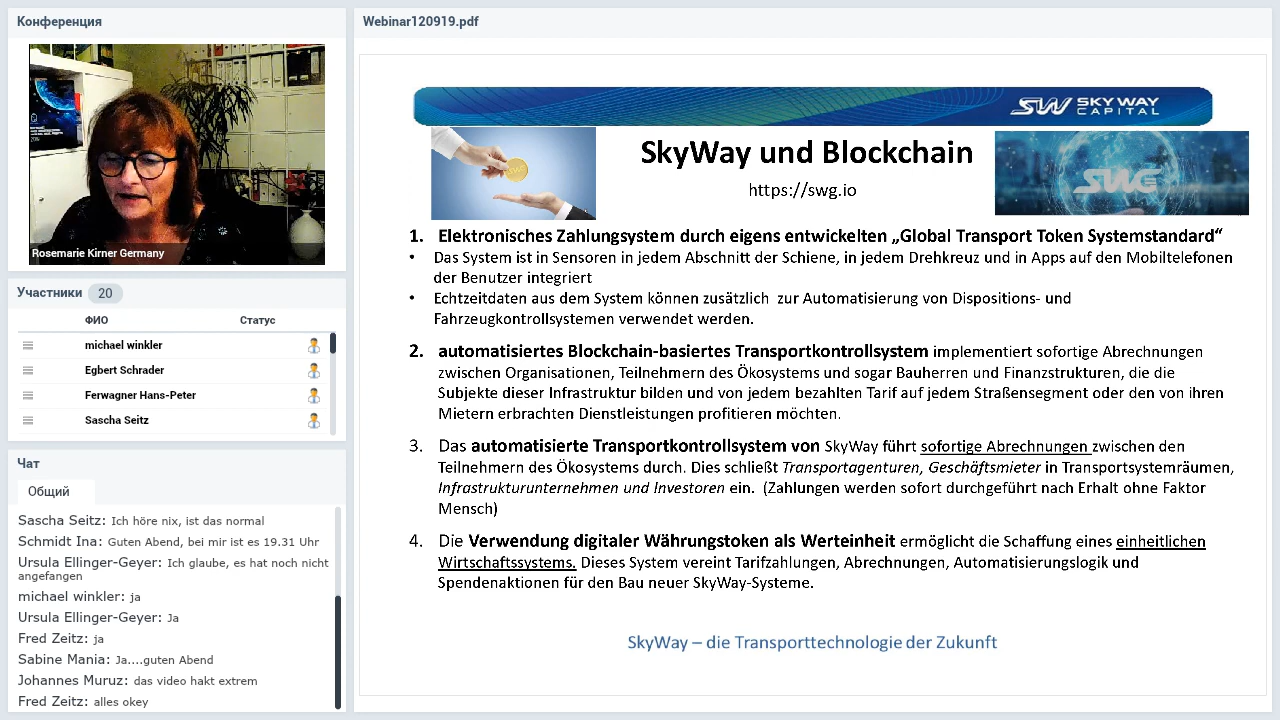 Конференция
Rosemarie Kirner Germany
Участники 20
ФИО Статус
michael winkler
Egbert Schrader
Ferwagner Hans-Peter
Sascha Seitz
Чат
Общий
Sascha Seitz: Ich höre nix, ist das normal
Schmidt Ina: Guten Abend, bei mir ist es 19.31 Uhr
Ursula Ellinger-Geyer: Ich glaube, es hat noch nicht
angefangen
michael winkler: ja
Ursula Ellinger-Geyer: Ja
Fred Zeitz: ja
Sabine Mania: Ja....guten Abend
Johannes Muruz: das video hakt extrem
Fred Zeitz: alles okey
Webinar120919.pdf
SW SKY WAY
CAPITAL
SkyWay und Blockchain
https://swg.io
SWG
1. Elektronisches Zahlungsystem durch eigens entwickelten „Global Transport Token Systemstandard“
• Das System ist in Sensoren in jedem Abschnitt der Schiene, in jedem Drehkreuz und in Apps auf den Mobiltelefonen
der Benutzer integriert
• Echtzeitdaten aus dem System können zusätzlich zur Automatisierung von Dispositions- und
Fahrzeugkontrollsystemen verwendet werden.
2. automatisiertes Blockchain-basiertes Transportkontrollsystem implementiert sofortige Abrechnungen
zwischen Organisationen, Teilnehmern des Ökosystems und sogar Bauherren und Finanzstrukturen, die die
Subjekte dieser Infrastruktur bilden und von jedem bezahlten Tarif auf jedem Straßensegment oder den von ihren
Mietern erbrachten Dienstleistungen profitieren möchten.
3. Das automatisierte Transportkontrollsystem von SkyWay führt sofortige Abrechnungen zwischen den
Teilnehmern des Ökosystems durch. Dies schließt Transportagenturen, Geschäftsmieter in Transportsystemräumen,
Infrastrukturunternehmen und Investoren ein. (Zahlungen werden sofort durchgeführt nach Erhalt ohne Faktor
Mensch)
4. Die Verwendung digitaler Währungstoken als Werteinheit ermöglicht die Schaffung eines einheitlichen
Wirtschaftssystems. Dieses System vereint Tarifzahlungen, Abrechnungen, Automatisierungslogik und
Spendenaktionen für den Bau neuer SkyWay-Systeme.
SkyWay – die Transporttechnologie der Zukunft